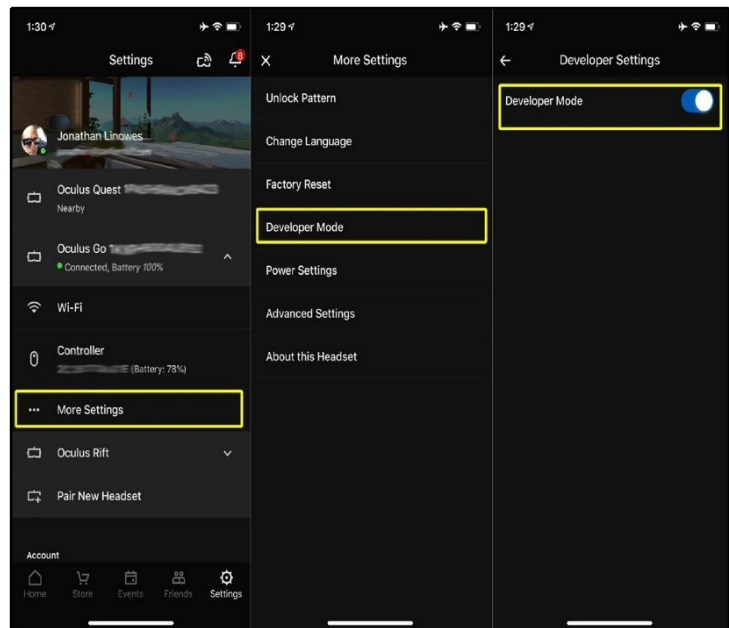 1:30
Settings
8
Jonathan Linowes
Oculus Quest
Nearby
Oculus Go
Connected, Battery 100%
Wi-Fi
Controller
(Battery: 78%)
More Settings
Oculus Rift
Pair New Headset
Account
Home Store Events Friends Settings
1:29
More Settings
Unlock Pattern
Change Language
Factory Reset
Developer Mode
Power Settings
Advanced Settings
About this Headset
1:29
Developer Settings
Developer Mode